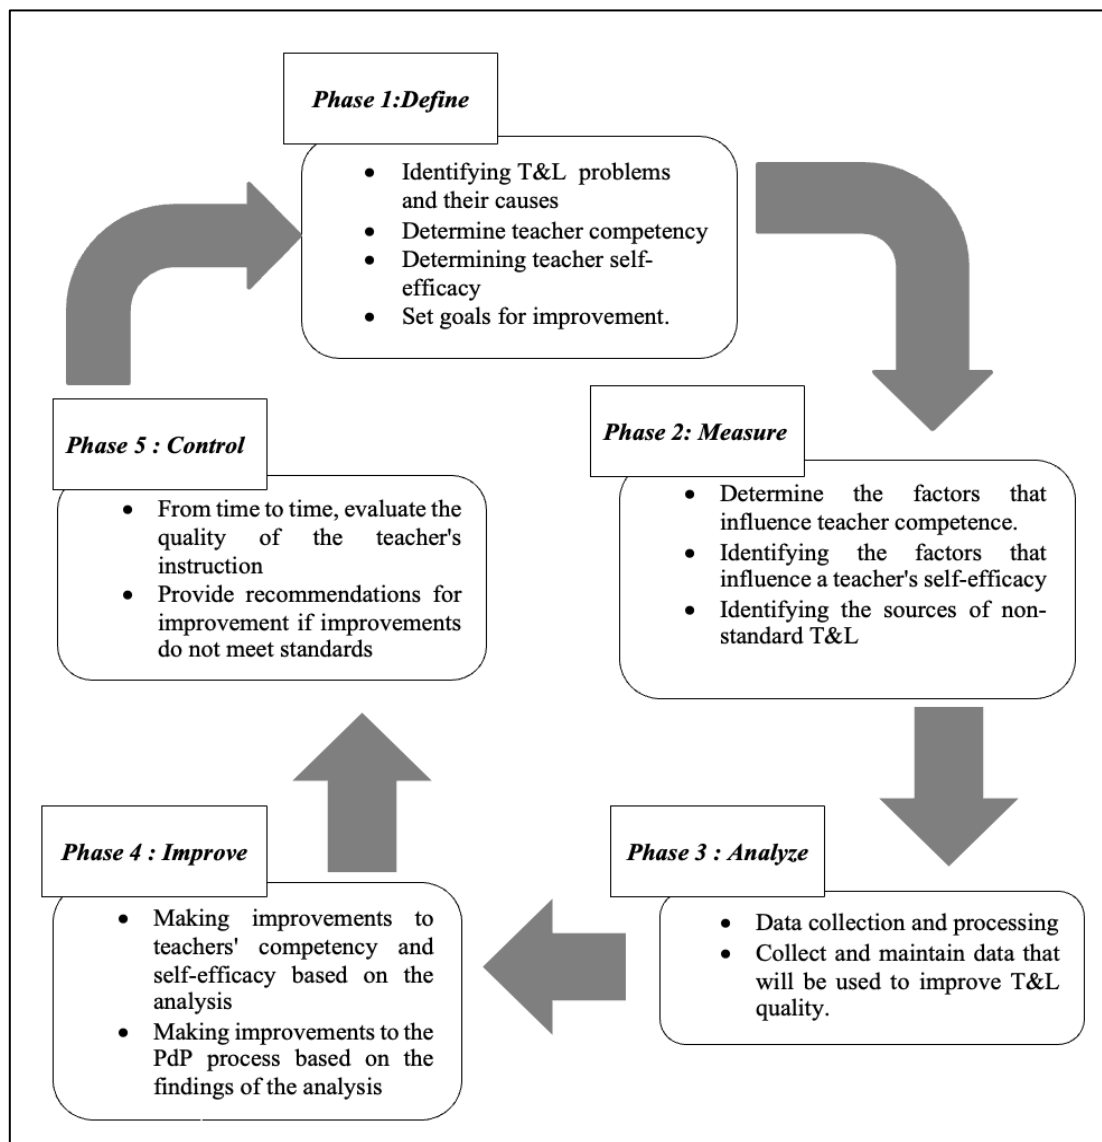 Phase 1:Define
• Identifying T&L problems
and their causes
• Determine teacher competency
• Determining teacher self-
efficacy
• Set goals for improvement.
Phase 2: Measure
• Determine the factors that
influence teacher competence.
• Identifying the factors that
influence a teacher's self-efficacy
• Identifying the sources of non-
standard T&L
Phase 3 : Analyze
• Data collection and processing
• Collect and maintain data that
will be used to improve T&L
quality.
Phase 4 : Improve
• Making improvements to
teachers' competency and
self-efficacy based on the
analysis
• Making improvements to the
PdP process based on the
findings of the analysis
Phase 5 : Control
• From time to time, evaluate the
quality of the teacher's
instruction
• Provide recommendations for
improvement if improvements
do not meet standards